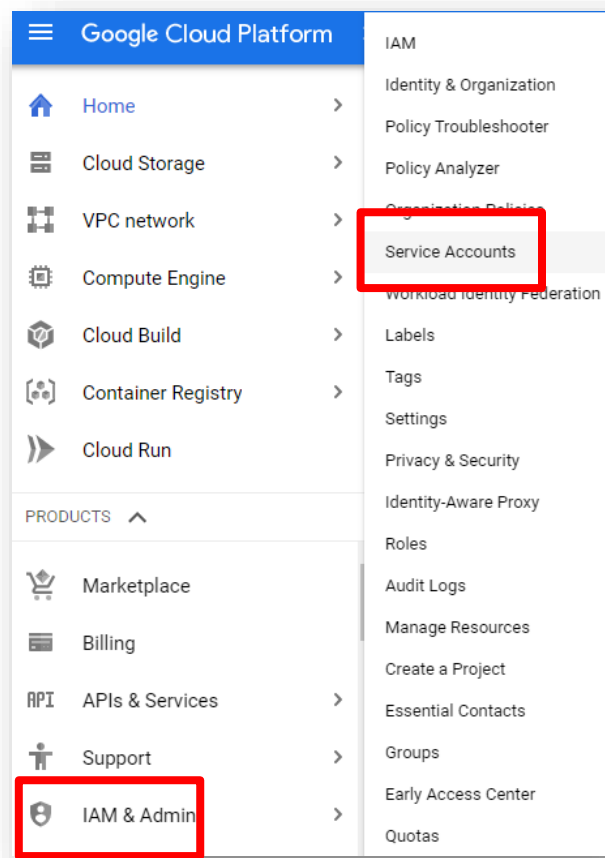 Google Cloud Platform
Home
Cloud Storage
VPC network
Compute Engine
Cloud Build
Container Registry
Cloud Run
PRODUCTS
Marketplace
Billing
API APIs & Services
Support
IAM & Admin
IAM
Identity & Organization
Policy Troubleshooter
Policy Analyzer
Organization Policies
Service Accounts
Workload Identity Federation
Labels
Tags
Settings
Privacy & Security
Identity-Aware Proxy
Roles
Audit Logs
Manage Resources
Create a Project
Essential Contacts
Groups
Early Access Center
Quotas